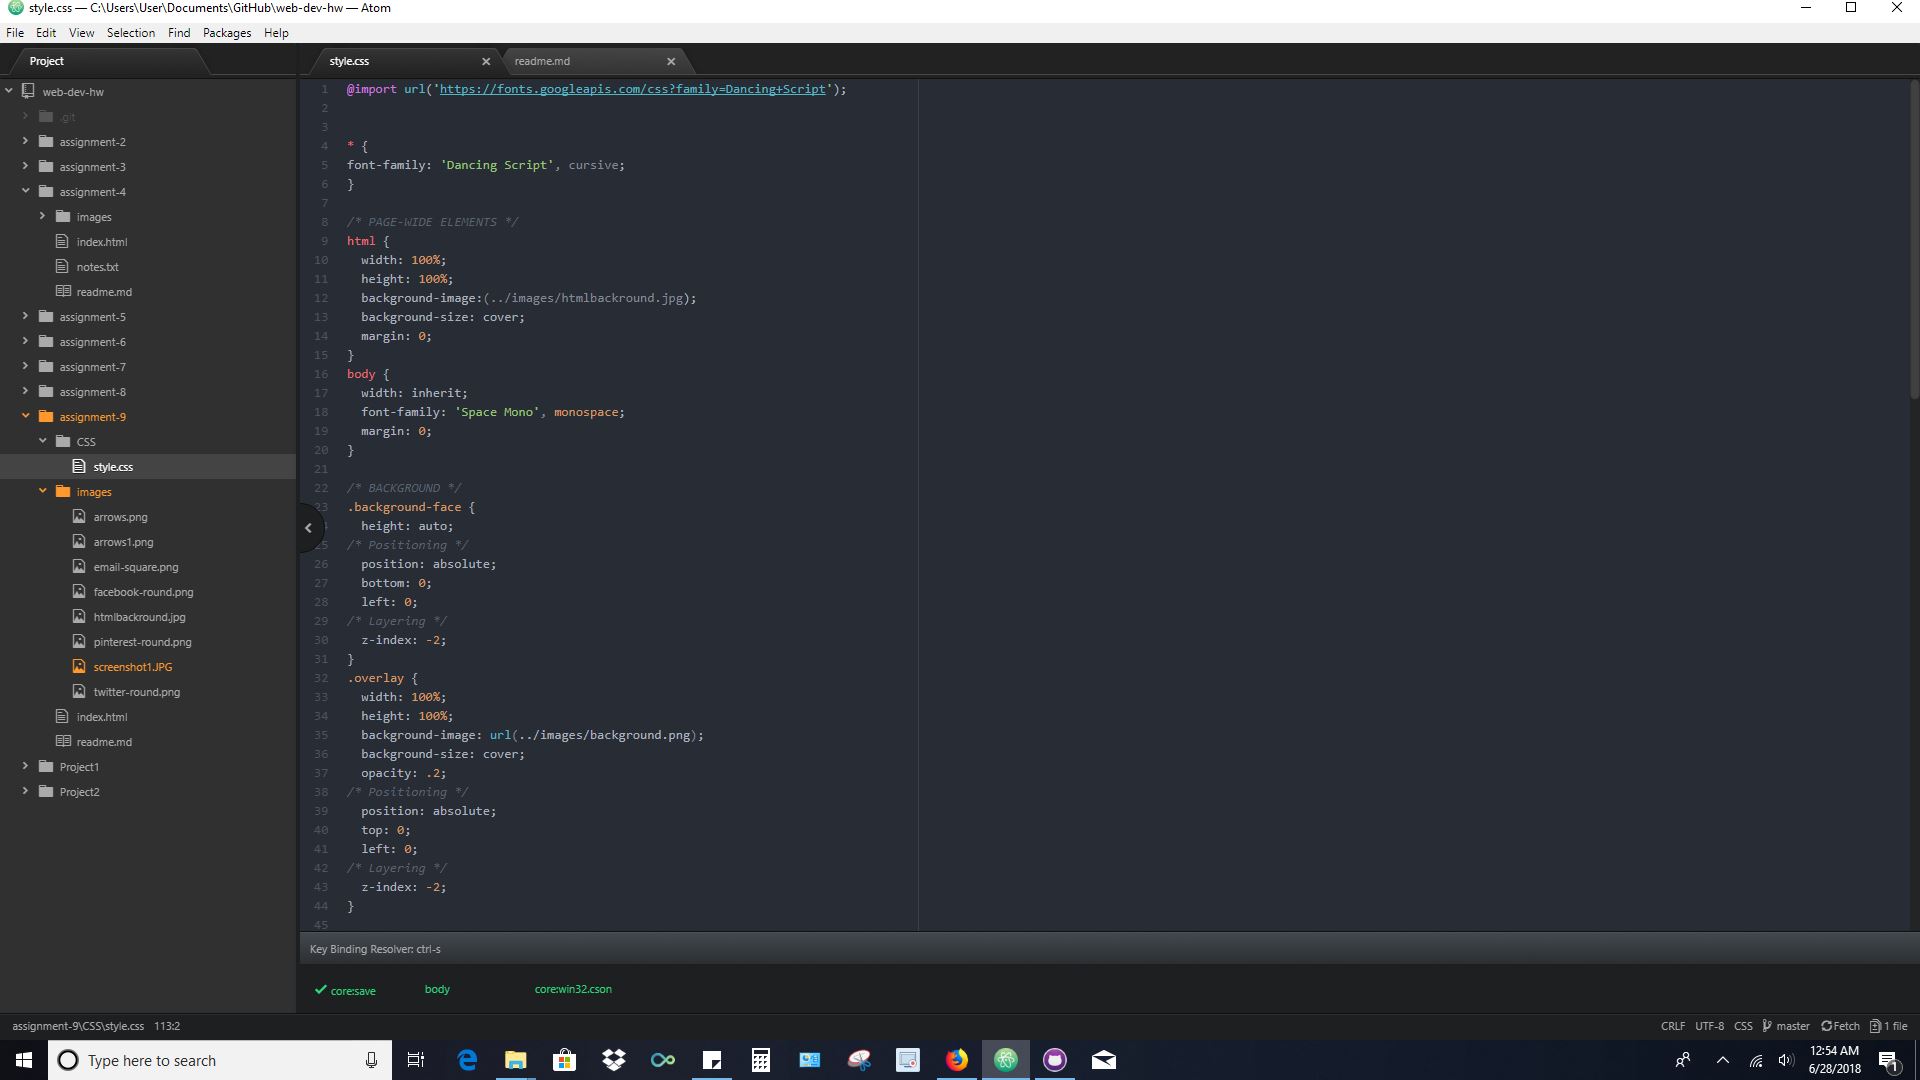 style.css — C:\Users\User\Documents\GitHub\web-dev-hw — Atom
File Edit View Selection Find Packages Help
Project
web-dev-hw
.git
assignment-2
assignment-3
assignment-4
images
index.html
notes.txt
readme.md
assignment-5
assignment-6
assignment-7
assignment-8
assignment-9
CSS
style.css
images
arrows.png
arrows1.png
email-square.png
facebook-round.png
htmlbackround.jpg
pinterest-round.png
screenshot1.JPG
twitter-round.png
index.html
readme.md
Project1
Project2
style.css readme.md
1 @import url('https://fonts.googleapis.com/css?family=Dancing+Script');
2
3
4 * {
5 font-family: 'Dancing Script', cursive;
6 }
7
8 /* PAGE-WIDE ELEMENTS */
9 html {
10 width: 100%;
11 height: 100%;
12 background-image:(../images/htmlbackround.jpg);
13 background-size: cover;
14 margin: 0;
15 }
16 body {
17 width: inherit;
18 font-family: 'Space Mono', monospace;
19 margin: 0;
20 }
21
22 /* BACKGROUND */
23 .background-face {
height: auto;
25 /* Positioning */
26 position: absolute;
27 bottom: 0;
28 left: 0;
29 /* Layering */
30 z-index: -2;
31 }
32 .overlay {
33 width: 100%;
34 height: 100%;
35 background-image: url(../images/background.png);
36 background-size: cover;
37 opacity: .2;
38 /* Positioning */
39 position: absolute;
40 top: 0;
41 left: 0;
42 /* Layering */
43 z-index: -2;
44 }
45
Key Binding Resolver: ctrl-s
core:save body core:win32.cson
assignment-9\CSS\style.css 113:2 CRLF UTF-8 CSS master Fetch 1 file
Type here to search
12:54 AM
6/28/2018
1